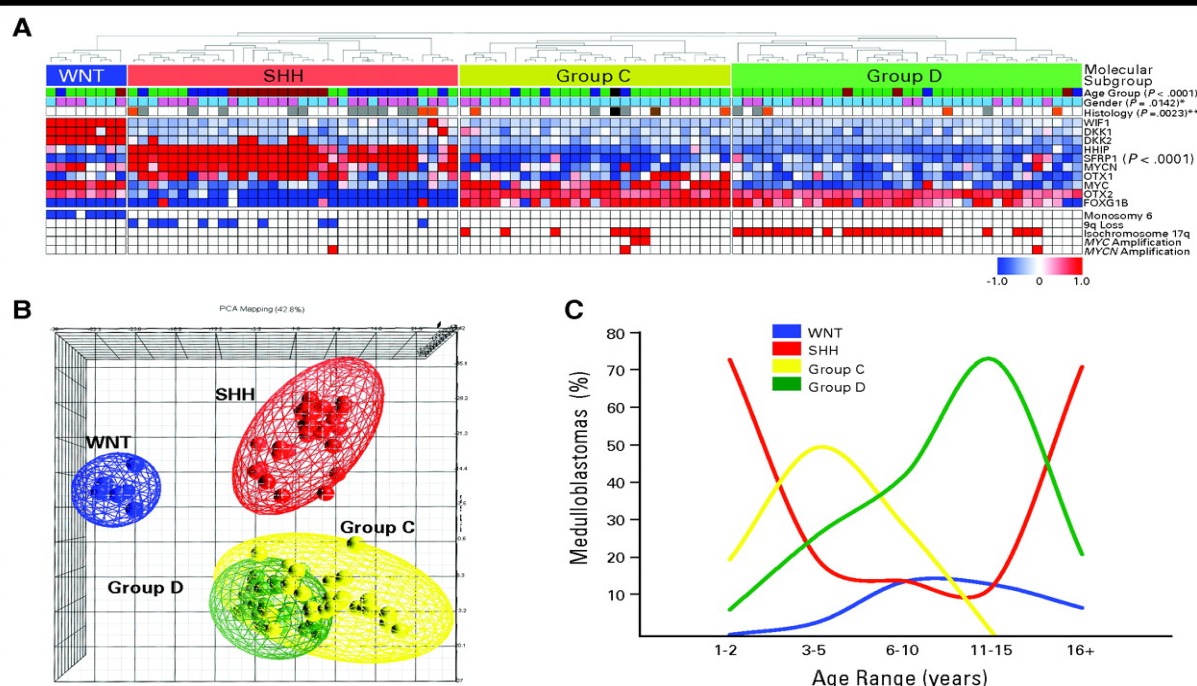 A
WNT
SHH
Group C
Group D
Molecular
Subgroup
Age Group (P < .0001)
Gender (P = .0142)*
Histology (P = .0023)**
WIF1
DKK1
DKK2
HHIP
SFRP1 (P < .0001)
MYCN
OTX1
MYC
OTX2
FOXG1B
Monosomy 6
9q Loss
Isochromosome 17q
MYC Amplification
MYCN Amplification
-1.0 0 1.0
B
PCA Mapping (42.8%)
SHH
WNT
Group C
Group D
C
WNT
SHH
Group C
Group D
Medulloblastomas (%)
80
70
60
50
40
30
20
10
1-2 3-5 6-10 11-15 16+
Age Range (years)